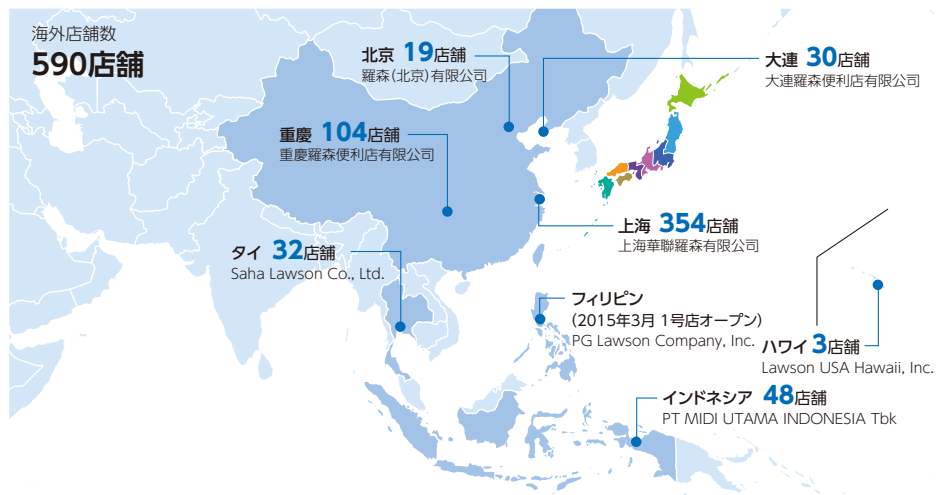 海外店舗数
590店舗
北京 19店舗
羅森(北京)有限公司
大連 30店舗
大連羅森便利店有限公司
重慶 104店舗
重慶羅森便利店有限公司
上海 354店舗
上海華聯羅森有限公司
タイ 32店舗
Saha Lawson Co., Ltd.
フィリピン
(2015年3月 1号店オープン)
PG Lawson Company, Inc.
ハワイ 3店舗
Lawson USA Hawaii, Inc.
インドネシア 48店舗
PT MIDI UTAMA INDONESIA Tbk